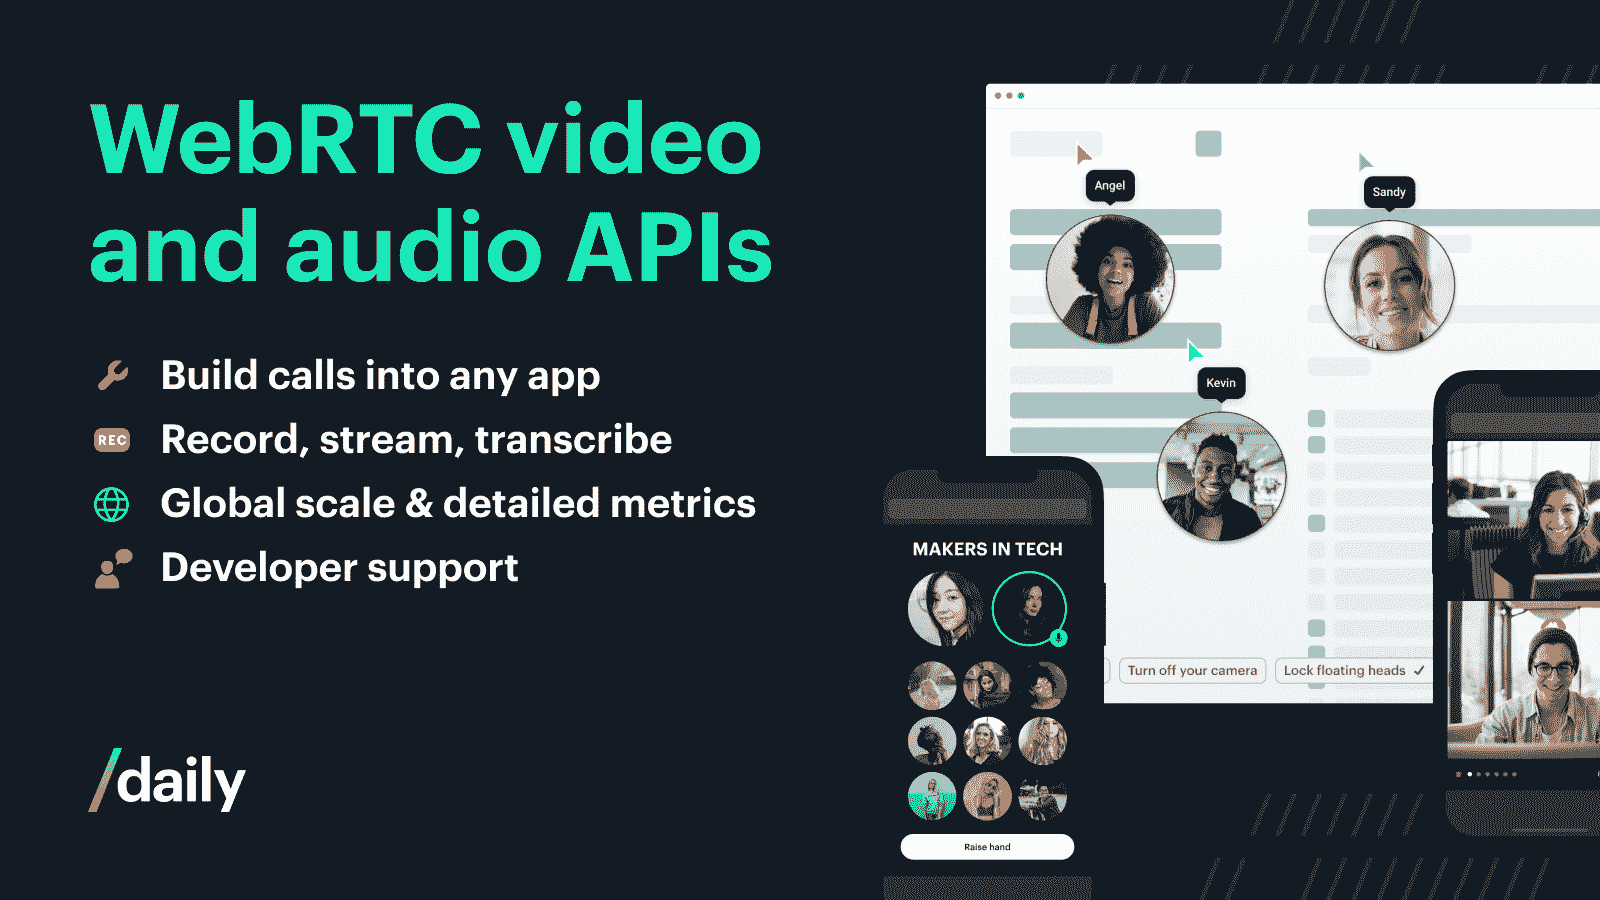 WebRTC video
and audio APIs
Build calls into any app
REC
Record, stream, transcribe
Global scale & detailed metrics
Developer support
/daily
Angel
Sandy
Kevin
MAKERS IN TECH
Raise hand
Turn off your camera
Lock floating heads ✓